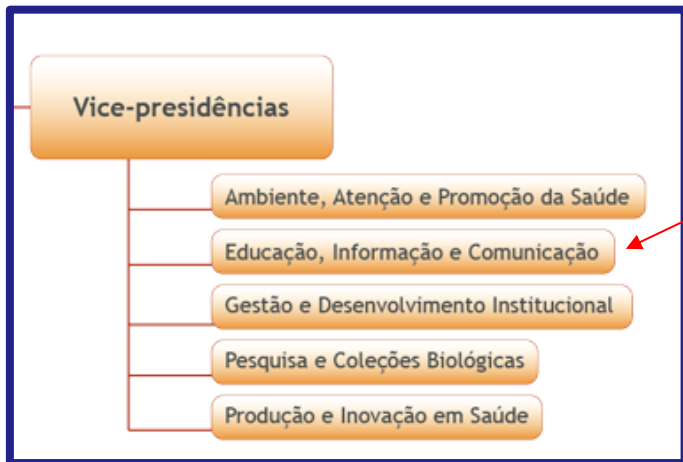 Vice-presidências
Ambiente, Atenção e Promoção da Saúde
Educação, Informação e Comunicação
Gestão e Desenvolvimento Institucional
Pesquisa e Coleções Biológicas
Produção e Inovação em Saúde